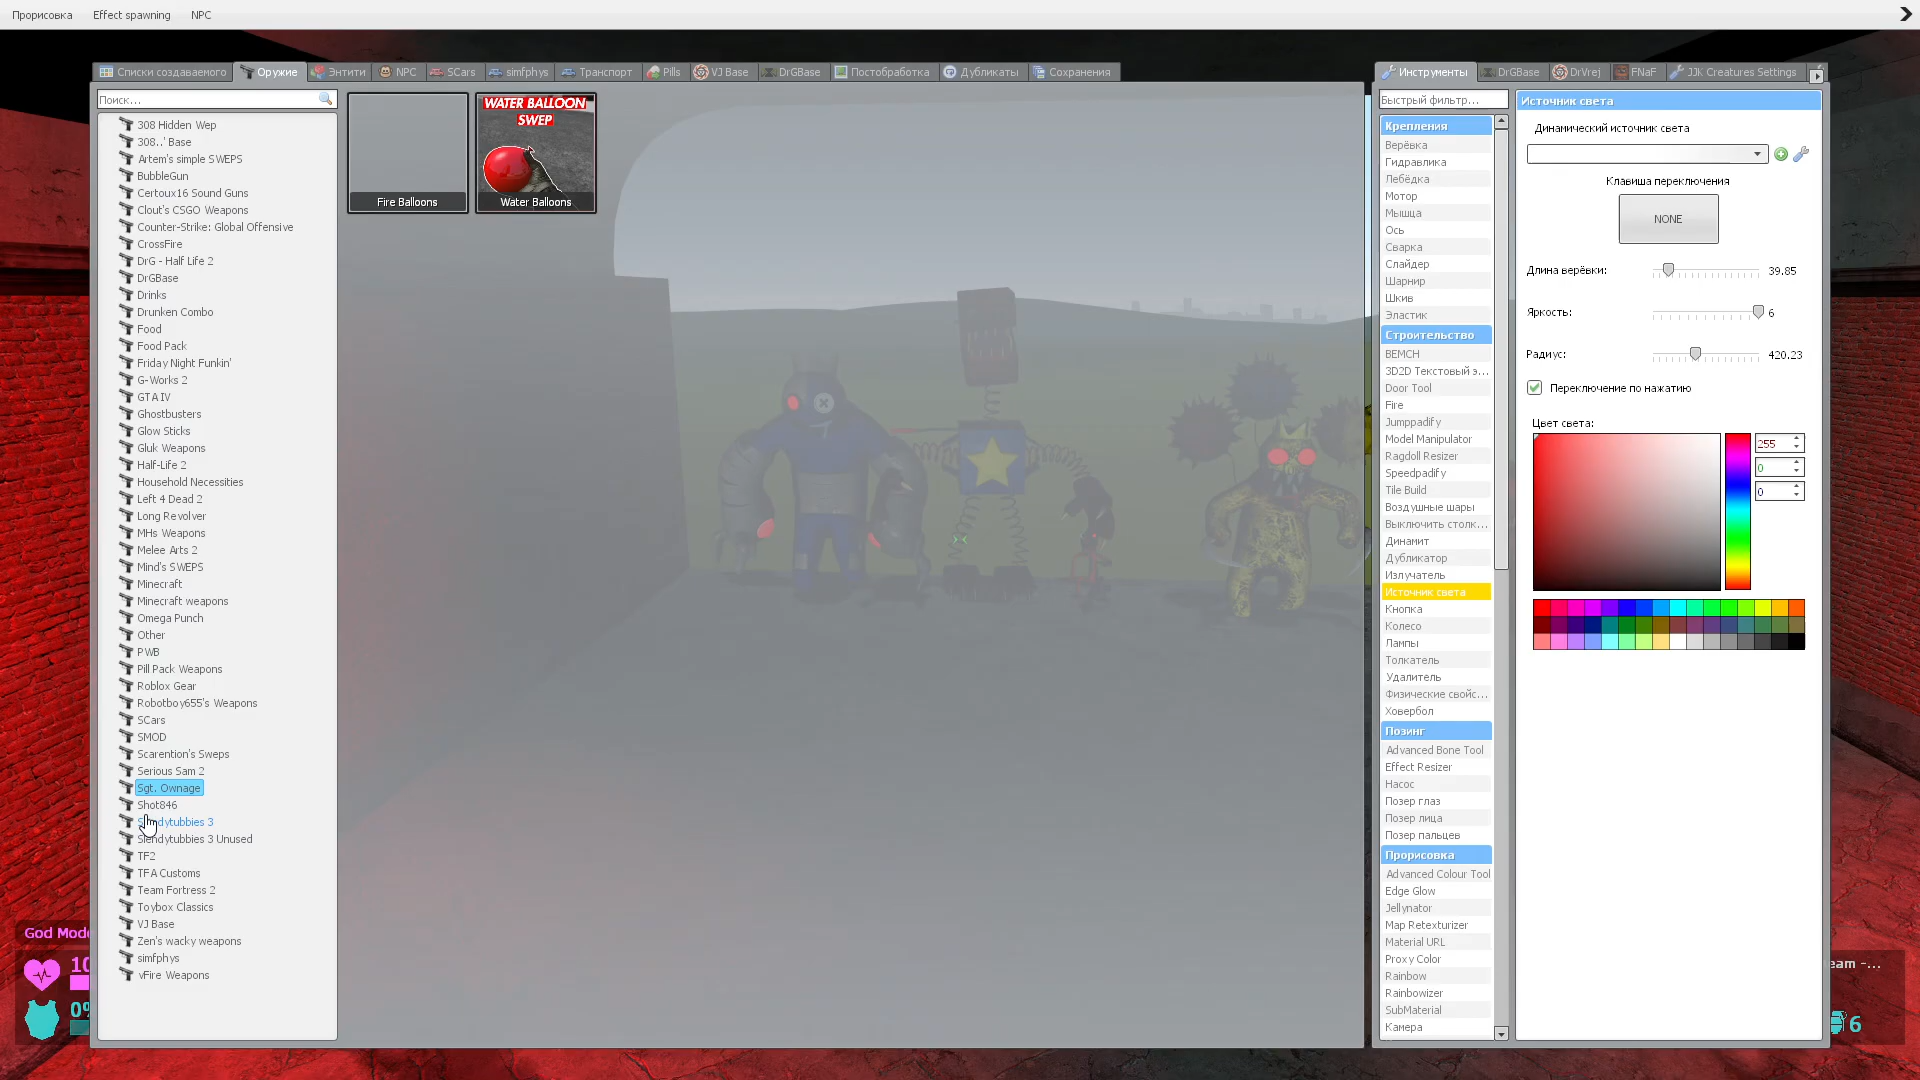 Прорисовка
Effect spawning
NPC
Списки создаваемого
Оружие
Энтити
NPC
SCars
simfphys
Транспорт
Pills
VJ Base
DrGBase
Постобработка
Дубликаты
Сохранения
Инструменты
DrGBase
DrVrej
FNaF
JJK Creatures Settings
Поиск...
308 Hidden Wep
308..' Base
Artem's simple SWEPS
BubbleGun
Certoux16 Sound Guns
Clout's CSGO Weapons
Counter-Strike: Global Offensive
CrossFire
DrG - Half Life 2
DrGBase
Drinks
Drunken Combo
Food
Food Pack
Friday Night Funkin'
G-Works 2
GTA IV
Ghostbusters
Glow Sticks
Gluk Weapons
Half-Life 2
Household Necessities
Left 4 Dead 2
Long Revolver
MHs Weapons
Melee Arts 2
Mind's SWEPS
Minecraft
Minecraft weapons
Omega Punch
Other
PWB
Pill Pack Weapons
Roblox Gear
Robotboy655's Weapons
SCars
SMOD
Scarention's Sweps
Serious Sam 2
Sgt. Ownage
Shot846
Slendytubbies 3
Slendytubbies 3 Unused
TF2
TFA Customs
Team Fortress 2
Toybox Classics
VJ Base
Zen's wacky weapons
simfphys
vFire Weapons
Fire Balloons
WATER BALLOON
SWEP
Water Balloons
Быстрый фильтр...
Крепления
Верёвка
Гидравлика
Лебёдка
Мотор
Мышца
Ось
Сварка
Слайдер
Шарнир
Шкив
Эластик
Строительство
BEMCH
3D2D Текстовый э...
Door Tool
Fire
Jumppadify
Model Manipulator
Ragdoll Resizer
Speedpadify
Tile Build
Воздушные шары
Выключить столк...
Динамит
Дубликатор
Излучатель
Источник света
Кнопка
Колесо
Лампы
Толкатель
Удалитель
Физические свойс...
Ховербол
Позинг
Advanced Bone Tool
Effect Resizer
Насос
Позер глаз
Позер лица
Позер пальцев
Прорисовка
Advanced Colour Tool
Edge Glow
Jellynator
Map Retexturizer
Material URL
Proxy Color
Rainbow
Rainbowizer
SubMaterial
Камера
Источник света
Динамический источник света
Клавиша переключения
NONE
Длина верёвки: 39.85
Яркость: 6
Радиус: 420.23
Переключение по нажатию
Цвет света:
255
0
0
God Mode
10
0%
eam -...
6